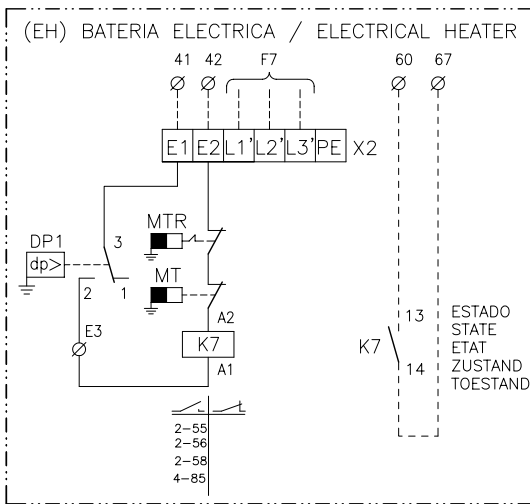 (EH) BATERIA ELECTRICA / ELECTRICAL HEATER
41 42 F7 60 67
E1 E2 L1' L2' L3' PE X2
MTR
DP1 3
dp>
MT
2 1
E3
A2
K7
A1
13 ESTADO
STATE
K7 ETAT
14 ZUSTAND
TOESTAND
2-55
2-56
2-58
4-85